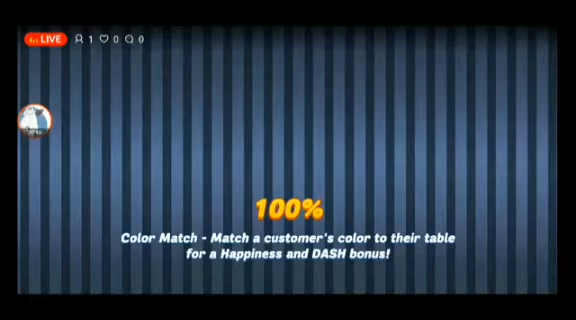 LIVE 1 0 0
100%
Color Match - Match a customer's color to their table
for a Happiness and DASH bonus!